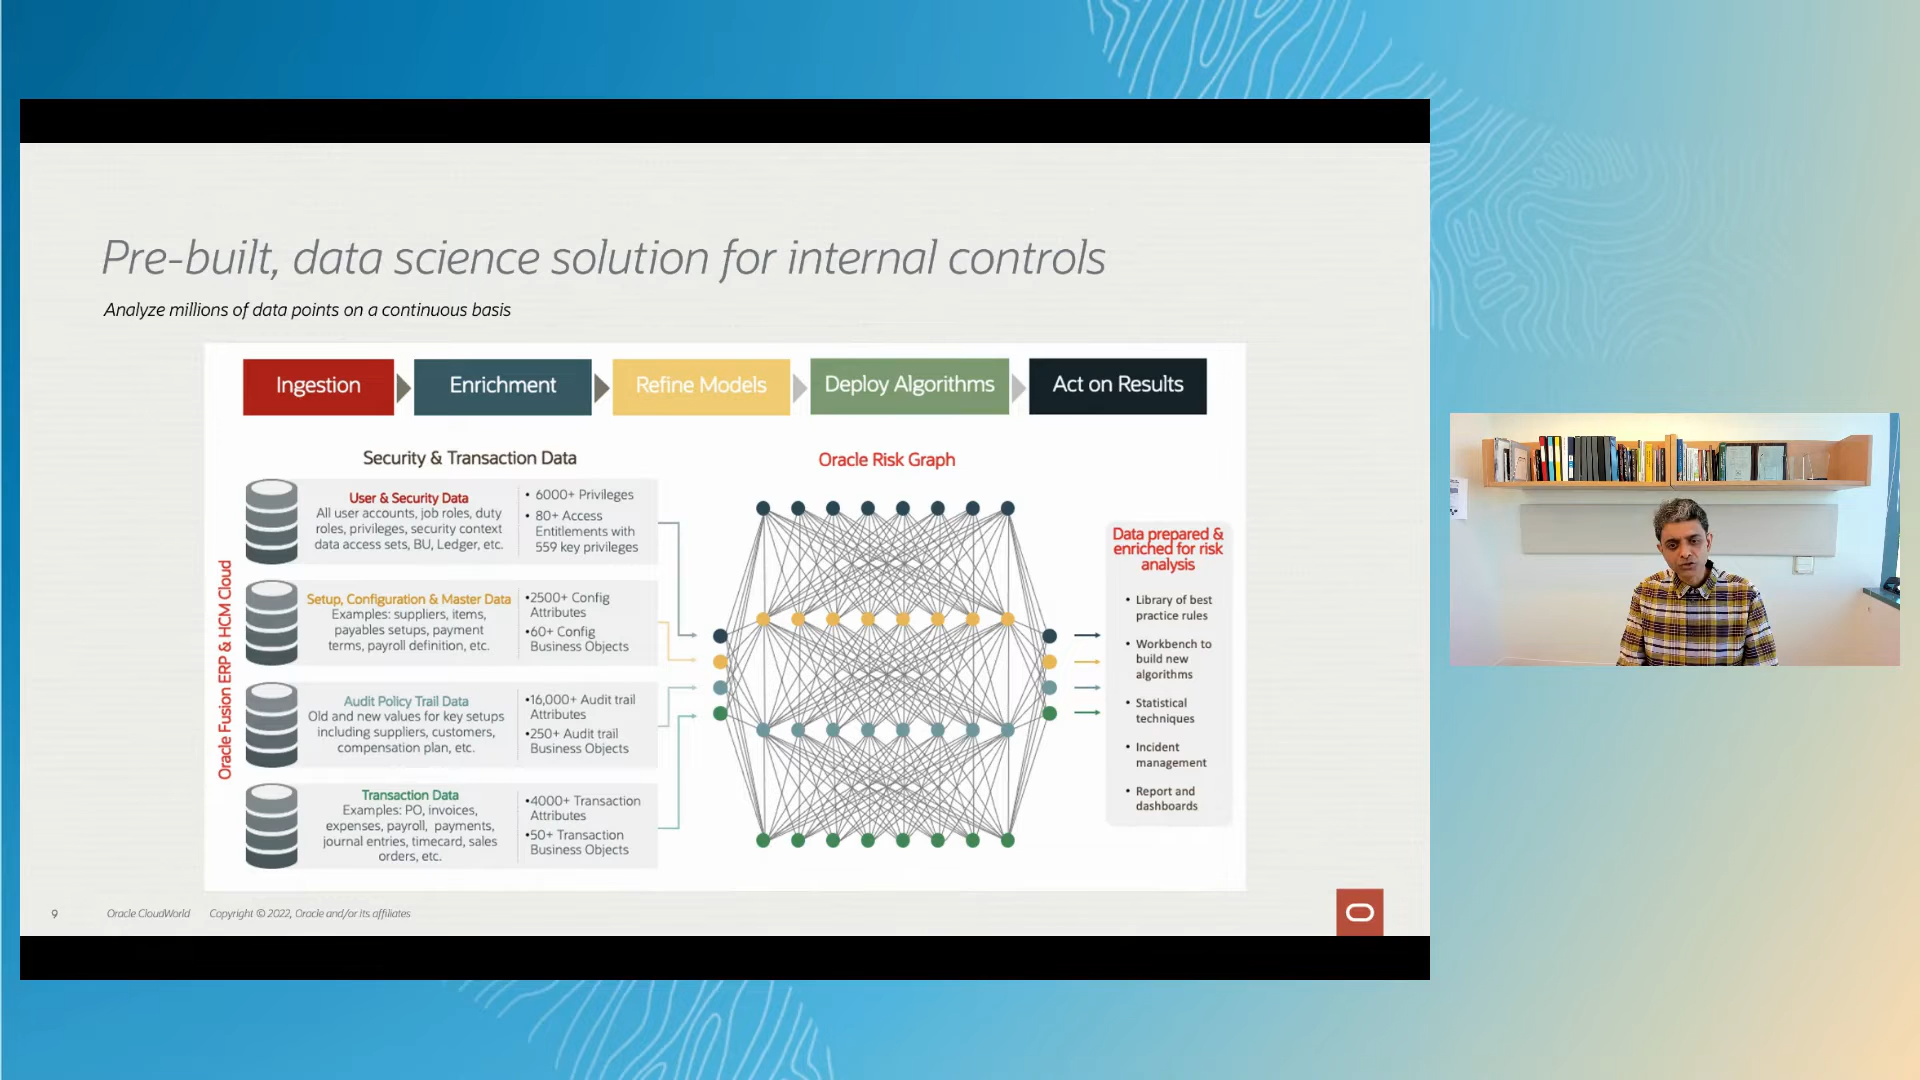 Pre-built, data science solution for internal controls
Analyze millions of data points on a continuous basis
Ingestion
Enrichment
Refine Models
Deploy Algorithms
Act on Results
Security & Transaction Data
Oracle Risk Graph
Oracle Fusion ERP & HCM Cloud
User & Security Data
All user accounts, job roles, duty
roles, privileges, security context
data access sets, BU, Ledger, etc.
• 6000+ Privileges
• 80+ Access
Entitlements with
559 key privileges
Setup, Configuration & Master Data
Examples: suppliers, items,
payables setups, payment
terms, payroll definition, etc.
•2500+ Config
Attributes
•60+ Config
Business Objects
Audit Policy Trail Data
Old and new values for key setups
including suppliers, customers,
compensation plan, etc.
•16,000+ Audit trail
Attributes
•250+ Audit trail
Business Objects
Transaction Data
Examples: PO, invoices,
expenses, payroll, payments,
journal entries, timecard, sales
orders, etc.
•4000+ Transaction
Attributes
•50+ Transaction
Business Objects
Data prepared &
enriched for risk
analysis
• Library of best
practice rules
• Workbench to
build new
algorithms
• Statistical
techniques
• Incident
management
• Report and
dashboards
9
Oracle CloudWorld
Copyright © 2022, Oracle and/or its affiliates